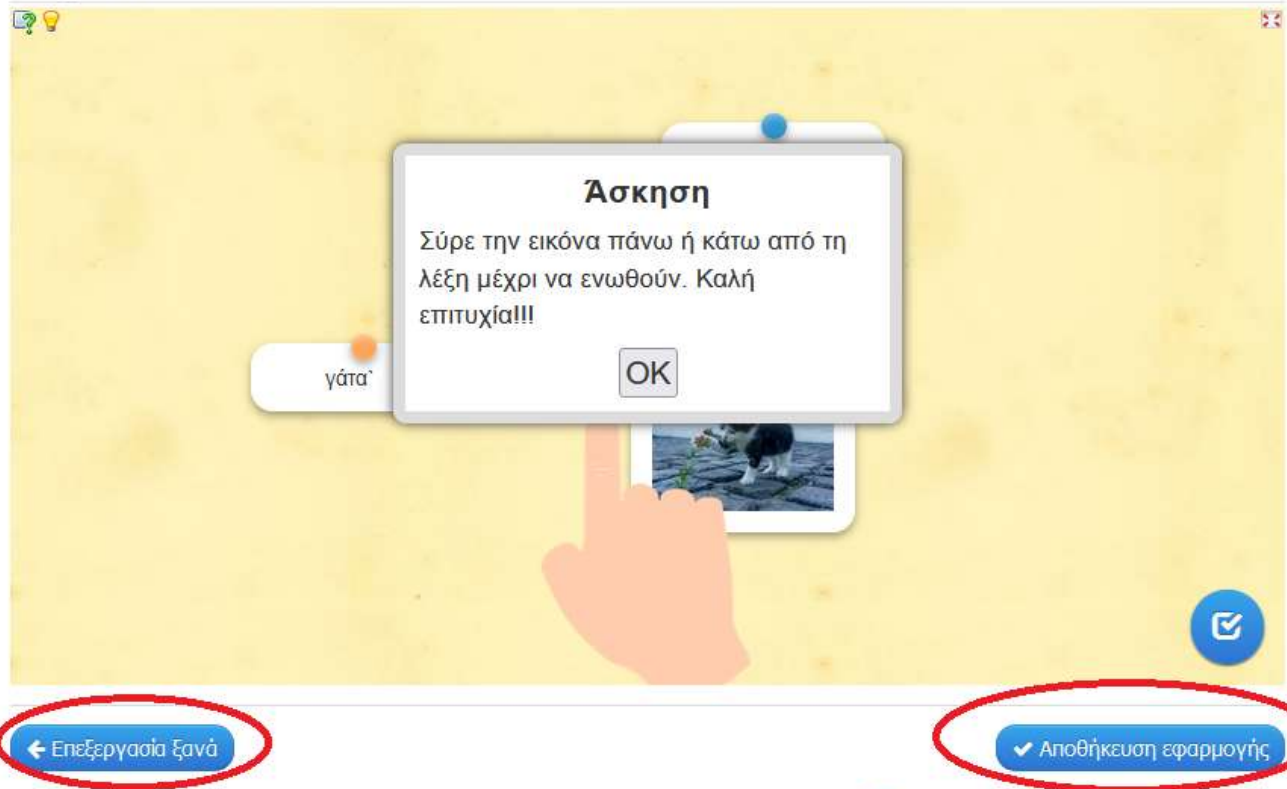 Άσκηση
Σύρε την εικόνα πάνω ή κάτω από τη
λέξη μέχρι να ενωθούν. Καλή
επιτυχία!!!
OK
γάτα`
Επεξεργασία ξανά
Αποθήκευση εφαρμογής